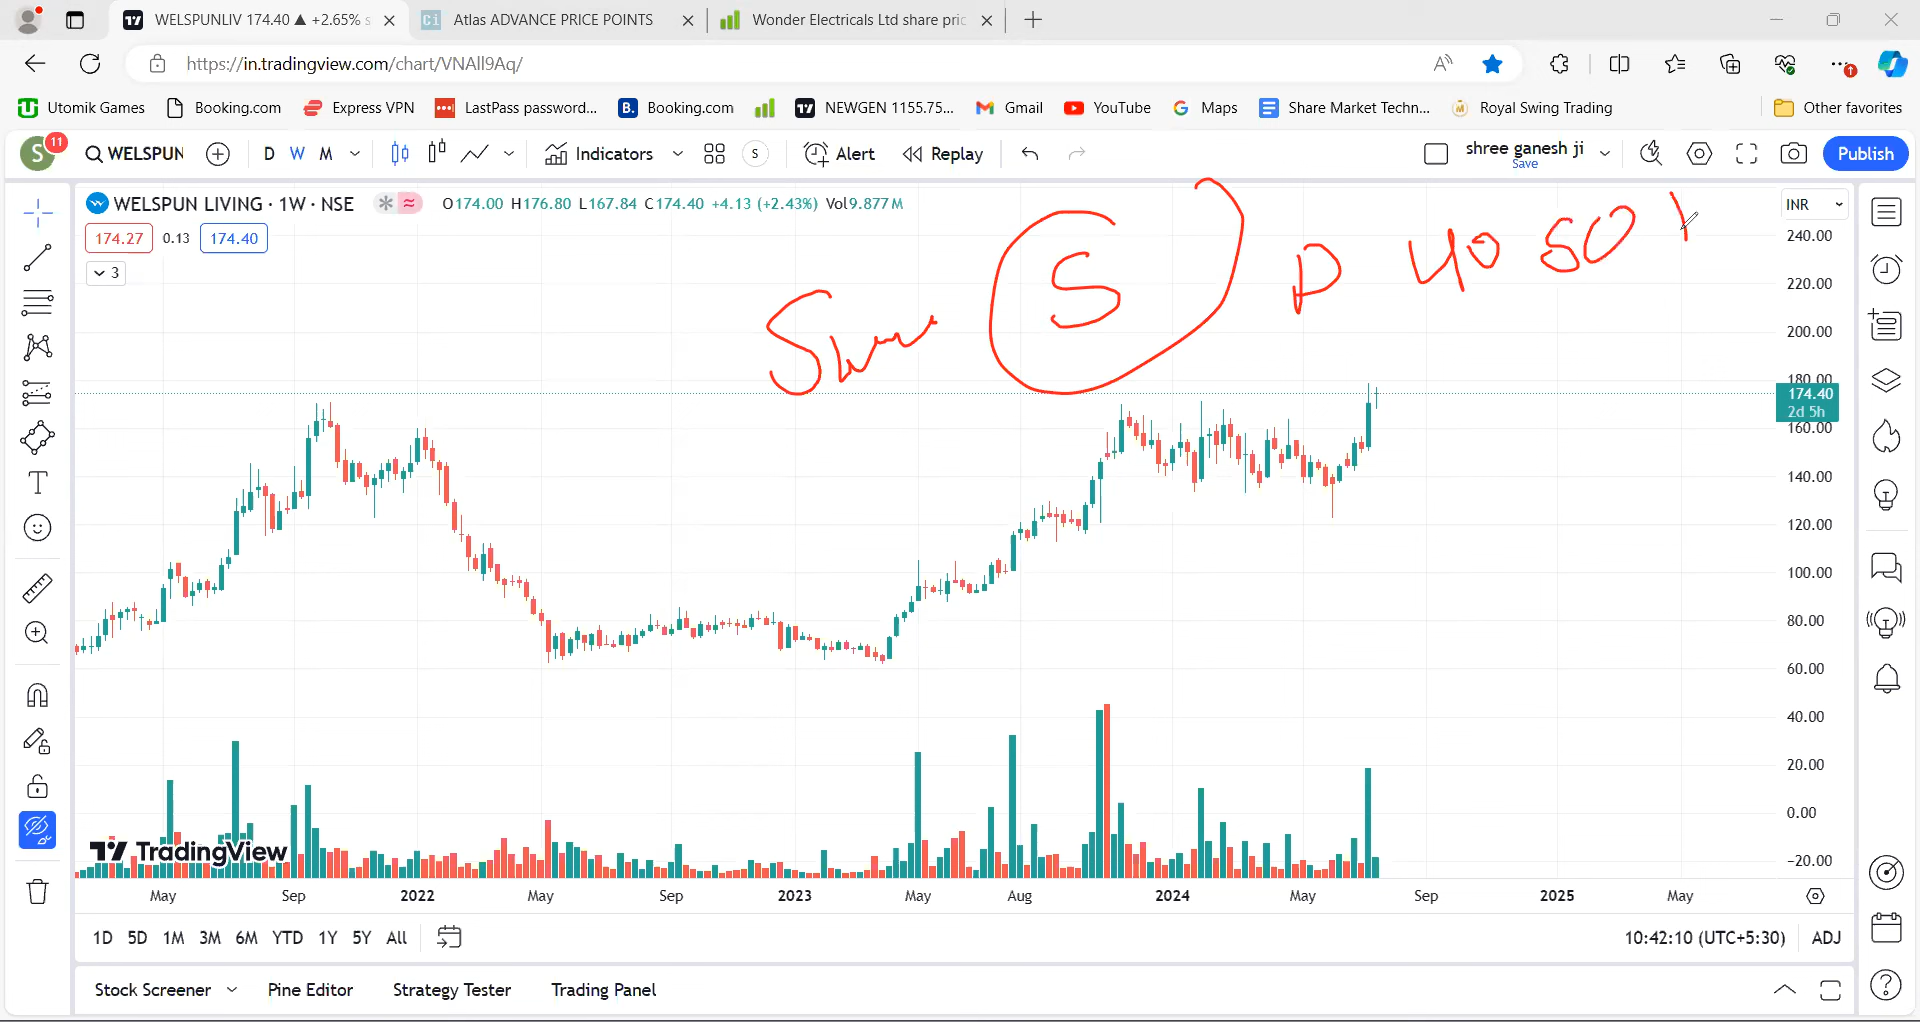 WELSPUNLIV 174.40 ▲ +2.65% s
Ci Atlas ADVANCE PRICE POINTS
Wonder Electricals Ltd share pric
https://in.tradingview.com/chart/VNAll9Aq/
Utomik Games
Booking.com
Express VPN
LastPass password...
B. Booking.com
NEWGEN 1155.75...
Gmail
YouTube
Maps
Share Market Techn...
Royal Swing Trading
Other favorites
S 11
WELSPUN
D W M
Indicators
S
Alert
Replay
shree ganesh ji
Save
Publish
WELSPUN LIVING · 1W · NSE
O174.00 H176.80 L167.84 C174.40 +4.13 (+2.43%) Vol9.877M
INR
174.27 0.13 174.40
3
S
D 40 50
240.00
220.00
200.00
180.00
174.40
2d 5h
160.00
140.00
120.00
100.00
80.00
60.00
40.00
20.00
0.00
−20.00
TradingView
May Sep 2022 May Sep 2023 May Aug 2024 May Sep 2025 May
1D 5D 1M 3M 6M YTD 1Y 5Y All
10:42:10 (UTC+5:30) ADJ
Stock Screener Pine Editor Strategy Tester Trading Panel